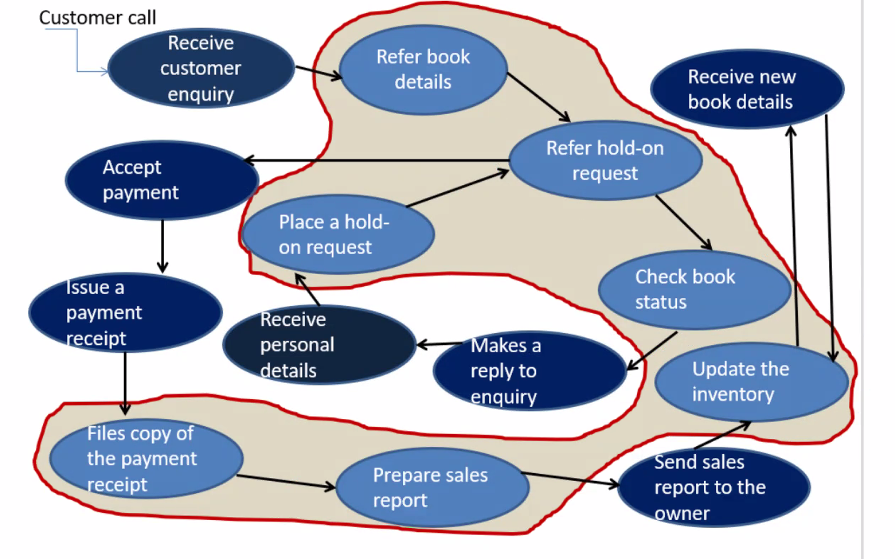 Customer call
Receive
customer
enquiry
Refer book
details
Receive new
book details
Refer hold-on
request
Accept
payment
Place a hold-
on request
Check book
status
Issue a
payment
receipt
Receive
personal
details
Makes a
reply to
enquiry
Update the
inventory
Files copy of
the payment
receipt
Prepare sales
report
Send sales
report to the
owner